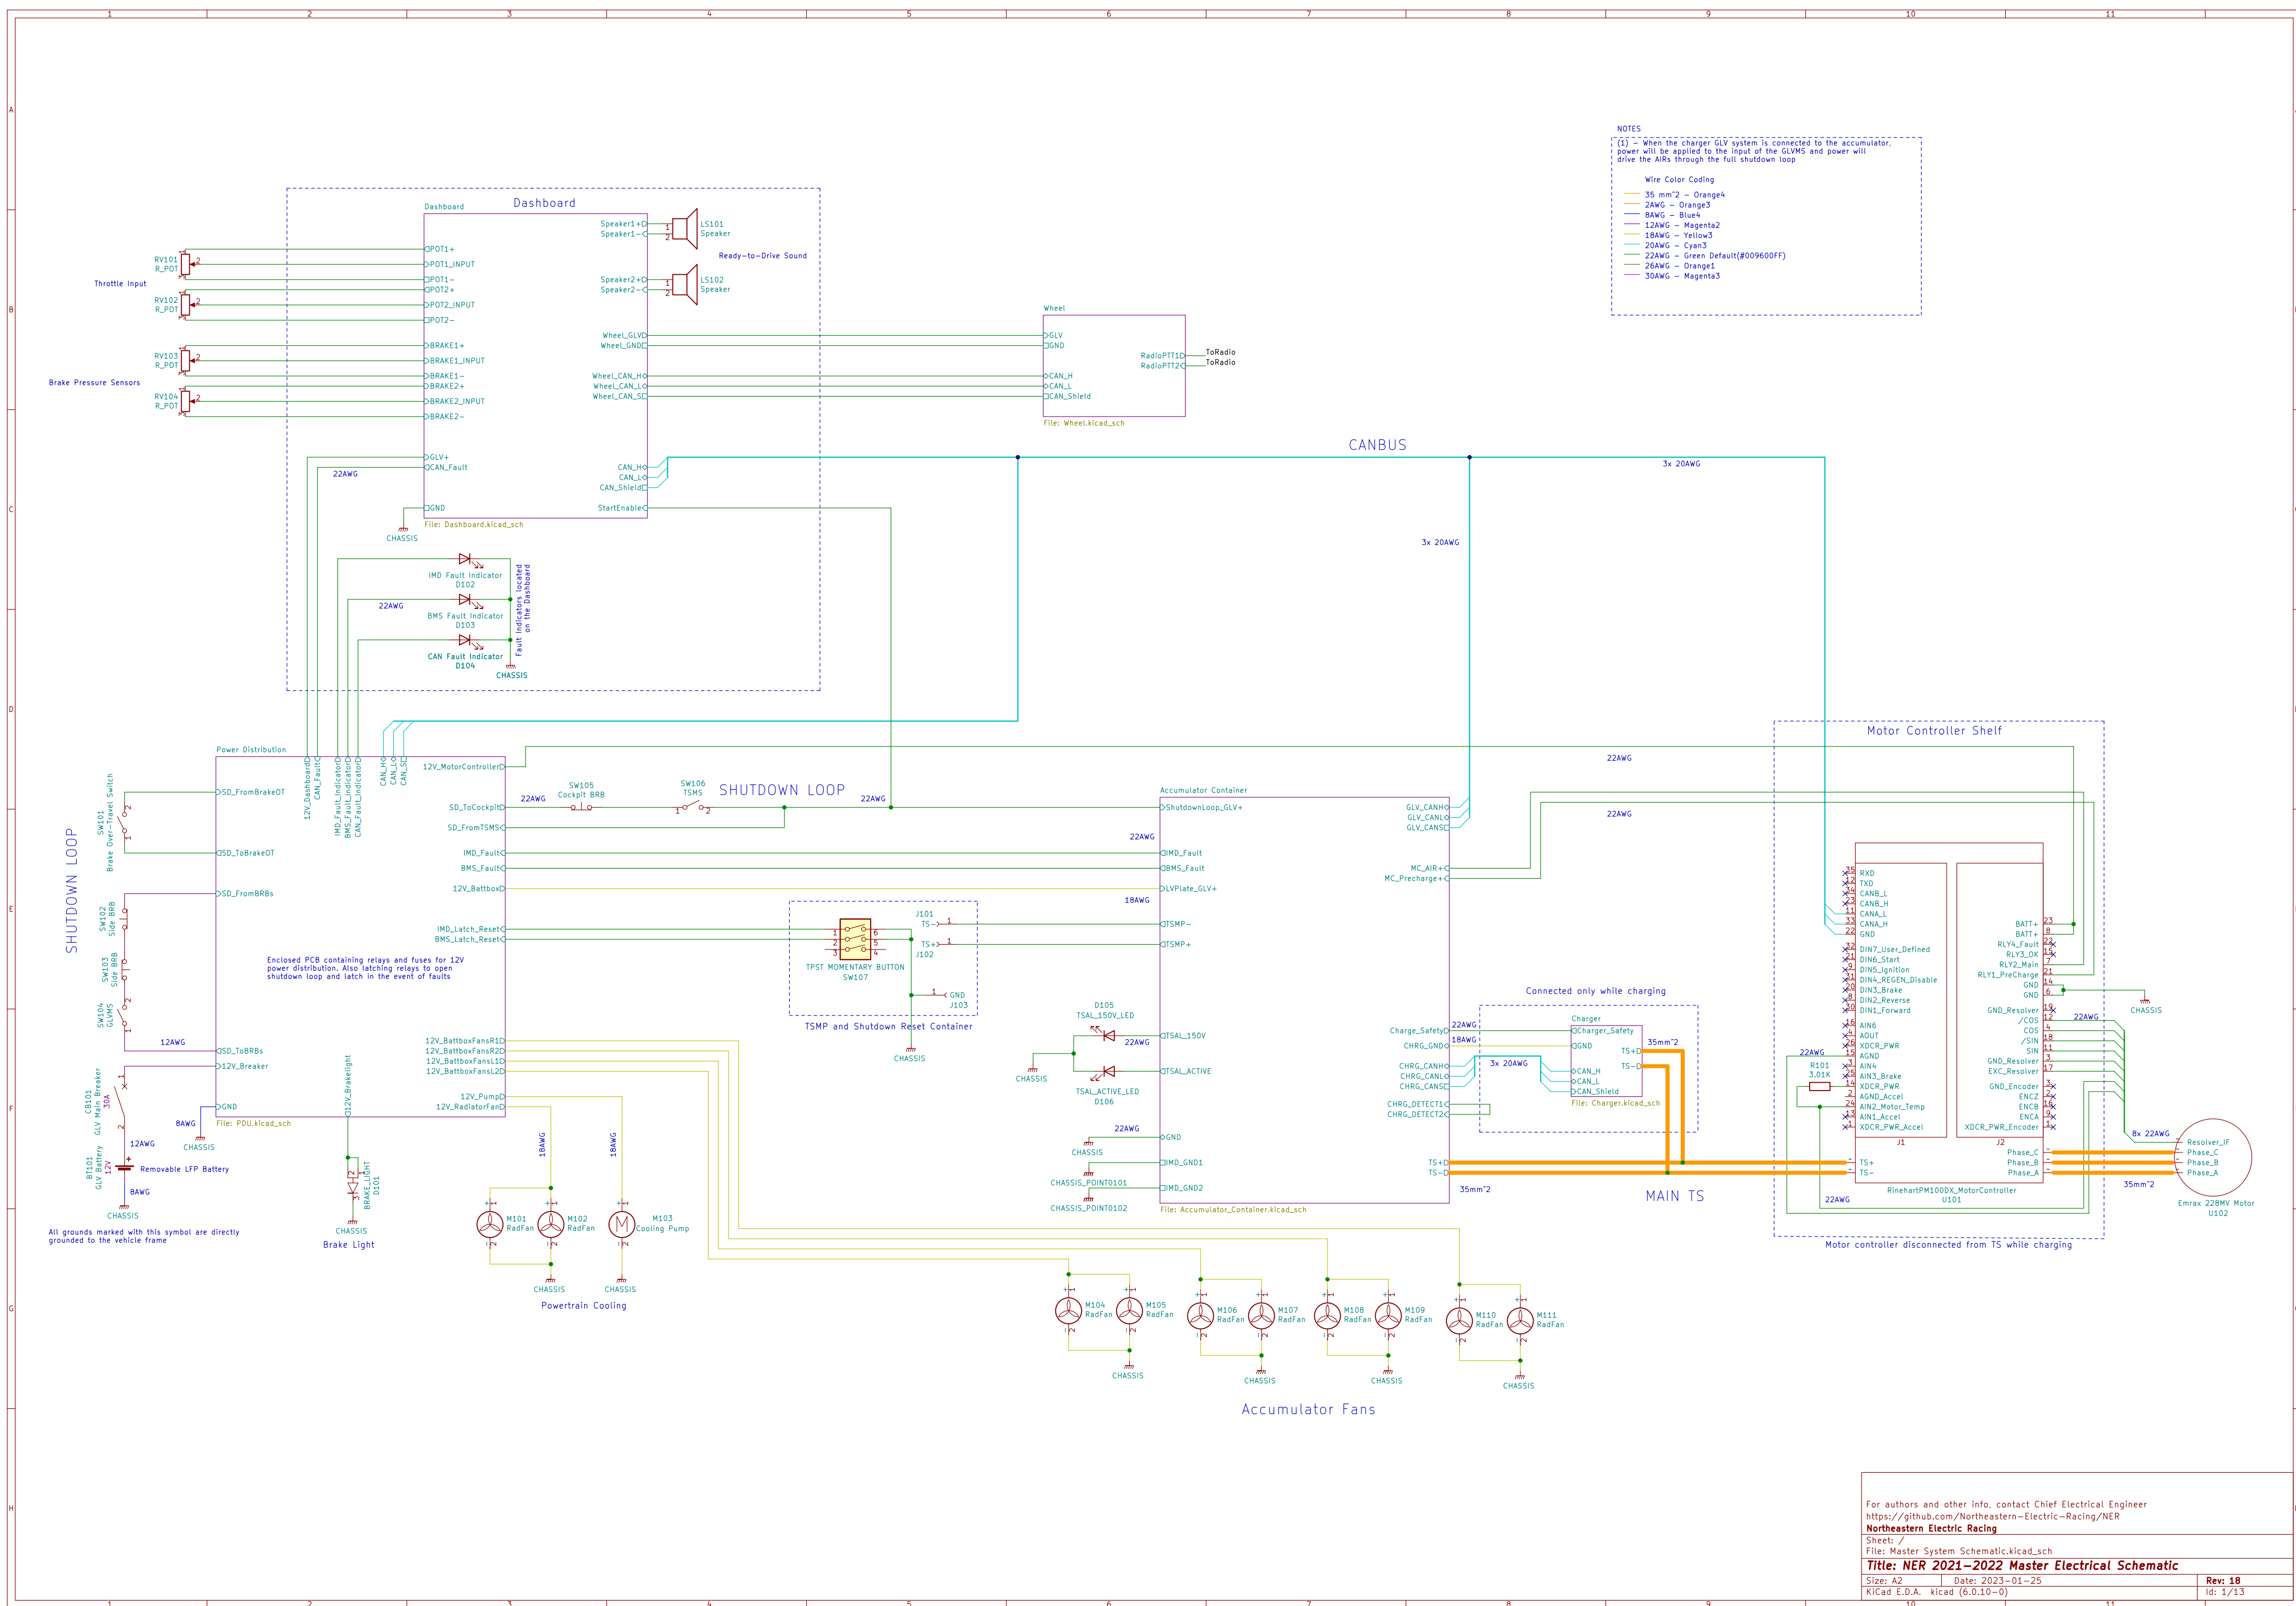 NOTES
(1) - When the charger GLV system is connected to the accumulator,
power will be applied to the input of the GLVMS and power will
drive the AIRs through the full shutdown loop
Wire Color Coding
35 mm^2 - Orange4
2AWG - Orange3
8AWG - Blue4
12AWG - Magenta2
18AWG - Yellow3
20AWG - Cyan3
22AWG - Green Default(#009600FF)
26AWG - Orange1
30AWG - Magenta3
Dashboard
Dashboard
POT1+
POT1_INPUT
POT1-
POT2+
POT2_INPUT
POT2-
BRAKE1+
BRAKE1_INPUT
BRAKE1-
BRAKE2+
BRAKE2_INPUT
BRAKE2-
GLV+
CAN_Fault
GND
Speaker1+
Speaker1-
Speaker2+
Speaker2-
Wheel_GLV
Wheel_GND
Wheel_CAN_H
Wheel_CAN_L
Wheel_CAN_S
CAN_H
CAN_L
CAN_Shield
StartEnable
File: Dashboard.kicad_sch
LS101
Speaker
Ready-to-Drive Sound
LS102
Speaker
RV101
R_POT
Throttle Input
RV102
R_POT
RV103
R_POT
Brake Pressure Sensors
RV104
R_POT
22AWG
CHASSIS
IMD Fault Indicator
D102
22AWG
BMS Fault Indicator
D103
CAN Fault Indicator
D104
Fault Indicators located
on the Dashboard
CHASSIS
Wheel
GLV
GND
CAN_H
CAN_L
CAN_Shield
RadioPTT1
RadioPTT2
ToRadio
ToRadio
File: Wheel.kicad_sch
CANBUS
3x 20AWG
3x 20AWG
Power Distribution
SD_FromBrakeOT
SD_ToBrakeOT
SD_FromBRBs
SD_ToBRBs
12V_Breaker
GND
12V_Dashboard
CAN_Fault
IMD_Fault_Indicator
BMS_Fault_Indicator
CAN_Fault_Indicator
CAN_H
CAN_L
CAN_S
12V_MotorController
SD_ToCockpit
SD_FromTSMS
IMD_Fault
BMS_Fault
12V_Battbox
IMD_Latch_Reset
BMS_Latch_Reset
12V_BattboxFansR1
12V_BattboxFansR2
12V_BattboxFansL1
12V_BattboxFansL2
12V_Pump
12V_RadiatorFan
12V_Brakelight
Enclosed PCB containing relays and fuses for 12V
power distribution. Also latching relays to open
shutdown loop and latch in the event of faults
File: PDU.kicad_sch
SHUTDOWN LOOP
SW101
Brake Over-Travel Switch
SW102
Side BRB
SW103
Side BRB
SW104
GLVMS
12AWG
CB101
30A
GLV Main Breaker
8AWG
CHASSIS
12AWG
BT101
GLV Battery
12V
Removable LFP Battery
8AWG
CHASSIS
All grounds marked with this symbol are directly
grounded to the vehicle frame
BRAKE_LIGHT
D101
CHASSIS
Brake Light
22AWG
SW105
Cockpit BRB
SW106
TSMS
SHUTDOWN LOOP
22AWG
J101
TS-
TS+
J102
TPST MOMENTARY BUTTON
SW107
GND
J103
TSMP and Shutdown Reset Container
CHASSIS
18AWG
18AWG
M101
RadFan
M102
RadFan
M103
Cooling Pump
CHASSIS
CHASSIS
Powertrain Cooling
Accumulator Container
ShutdownLoop_GLV+
22AWG
IMD_Fault
BMS_Fault
LVPlate_GLV+
18AWG
TSMP-
TSMP+
D105
TSAL_150V_LED
TSAL_150V
22AWG
TSAL_ACTIVE
CHASSIS
TSAL_ACTIVE_LED
D106
22AWG
GND
CHASSIS
IMD_GND1
CHASSIS_POINT0101
IMD_GND2
CHASSIS_POINT0102
GLV_CANH
GLV_CANL
GLV_CANS
MC_AIR+
MC_Precharge+
Charge_Safety
CHRG_GND
CHRG_CANH
CHRG_CANL
CHRG_CANS
CHRG_DETECT1
CHRG_DETECT2
TS+
TS-
File: Accumulator_Container.kicad_sch
22AWG
22AWG
Connected only while charging
22AWG
18AWG
3x 20AWG
Charger
Charger_Safety
GND
TS+
TS-
CAN_H
CAN_L
CAN_Shield
35mm^2
File: Charger.kicad_sch
35mm^2
MAIN TS
M104
RadFan
M105
RadFan
M106
RadFan
M107
RadFan
M108
RadFan
M109
RadFan
M110
RadFan
M111
RadFan
CHASSIS
CHASSIS
CHASSIS
CHASSIS
Accumulator Fans
Motor Controller Shelf
RXD
TXD
CANB_L
CANB_H
CANA_L
CANA_H
GND
DIN7_User_Defined
DIN6_Start
DIN5_Ignition
DIN4_REGEN_Disable
DIN3_Brake
DIN2_Reverse
DIN1_Forward
AIN6
AOUT
XDCR_PWR
AGND
AIN4
AIN3_Brake
XDCR_PWR
AGND_Accel
AIN2_Motor_Temp
AIN1_Accel
XDCR_PWR_Accel
J1
BATT+
BATT+
RLY4_Fault
RLY3_OK
RLY2_Main
RLY1_PreCharge
GND
GND
GND_Resolver
/COS
COS
/SIN
SIN
GND_Resolver
EXC_Resolver
GND_Encoder
ENCZ
ENCB
ENCA
XDCR_PWR_Encoder
J2
TS+
TS-
Phase_C
Phase_B
Phase_A
RinehartPM100DX_MotorController
U101
22AWG
R101
3.01K
22AWG
CHASSIS
22AWG
8x 22AWG
Resolver_IF
Phase_C
Phase_B
Phase_A
35mm^2
Emrax 228MV Motor
U102
Motor controller disconnected from TS while charging
For authors and other info, contact Chief Electrical Engineer
https://github.com/Northeastern-Electric-Racing/NER
Northeastern Electric Racing
Sheet: /
File: Master System Schematic.kicad_sch
Title: NER 2021-2022 Master Electrical Schematic
Size: A2
Date: 2023-01-25
Rev: 18
KiCad E.D.A. kicad (6.0.10-0)
Id: 1/13